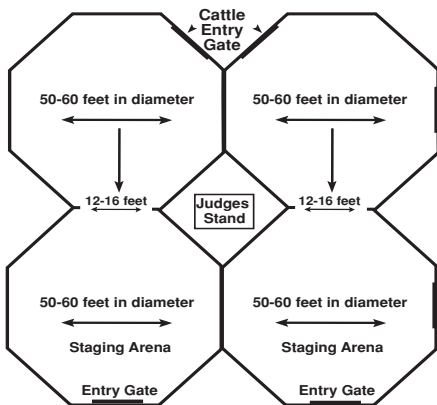 Cattle
Entry
Gate
50-60 feet in diameter
50-60 feet in diameter
12-16 feet
Judges
Stand
12-16 feet
50-60 feet in diameter
50-60 feet in diameter
Staging Arena
Staging Arena
Entry Gate
Entry Gate